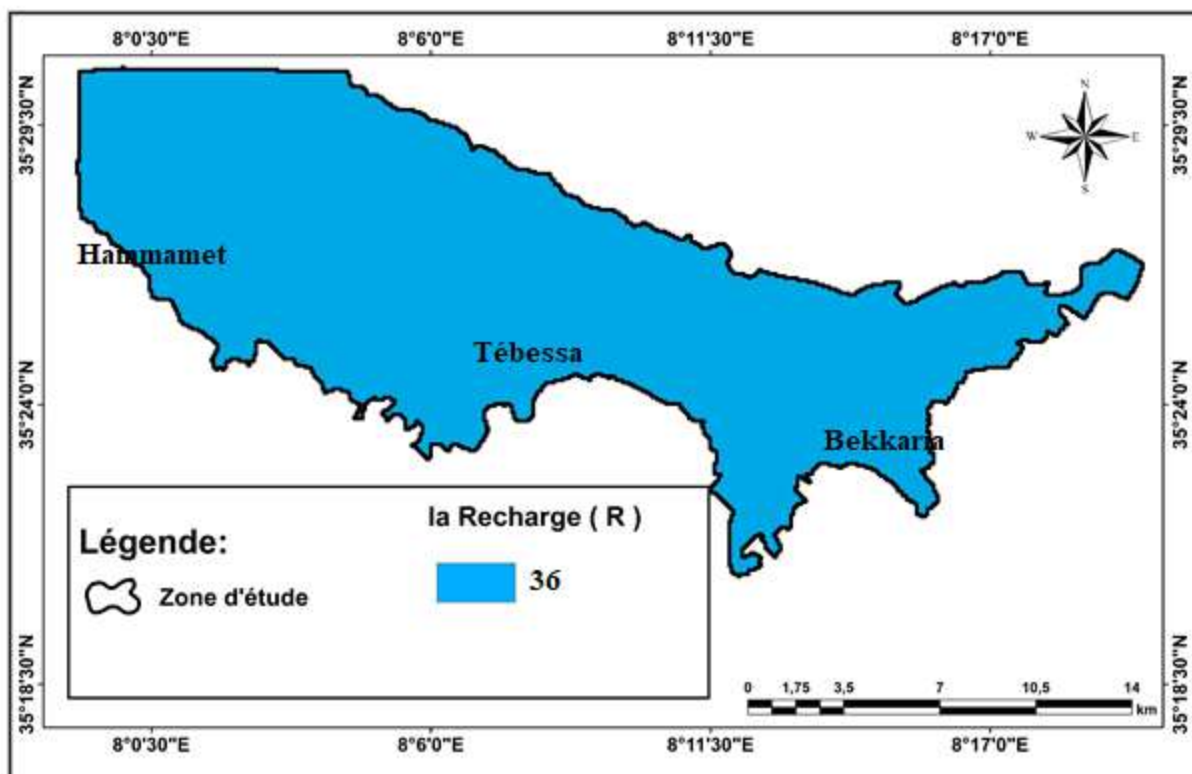 8°0'30"E 8°6'0"E 8°11'30"E 8°17'0"E
35°29'30"N
35°29'30"N
N
W E
S
Hammamet
Tébessa
35°24'0"N
35°24'0"N
Bekkaria
la Recharge ( R )
Légende:
36
Zone d'étude
35°18'30"N
35°18'30"N
0 1,75 3,5 7 10,5 14
km
8°0'30"E 8°6'0"E 8°11'30"E 8°17'0"E